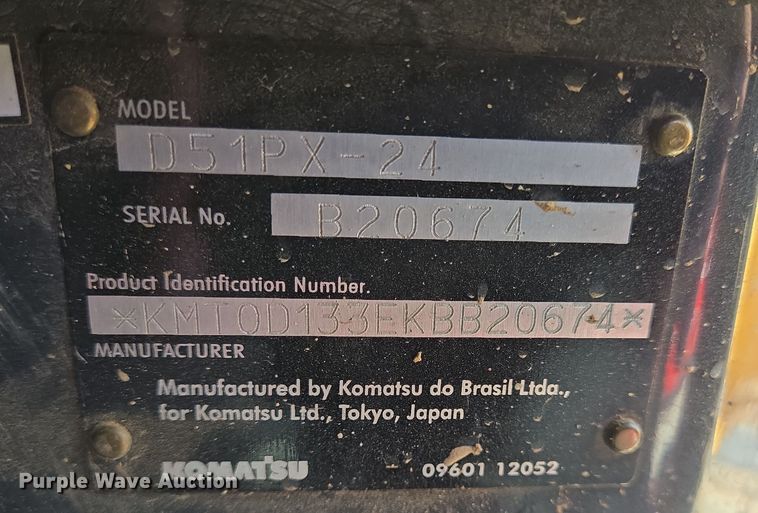 MODEL
D51PX-24
SERIAL No.
B20674
Product Identification Number.
*KMT0D133EKBB20674*
MANUFACTURER
Manufactured by Komatsu do Brasil Ltda.,
for Komatsu Ltd., Tokyo, Japan
KOMATSU
09601 12052
Purple Wave Auction